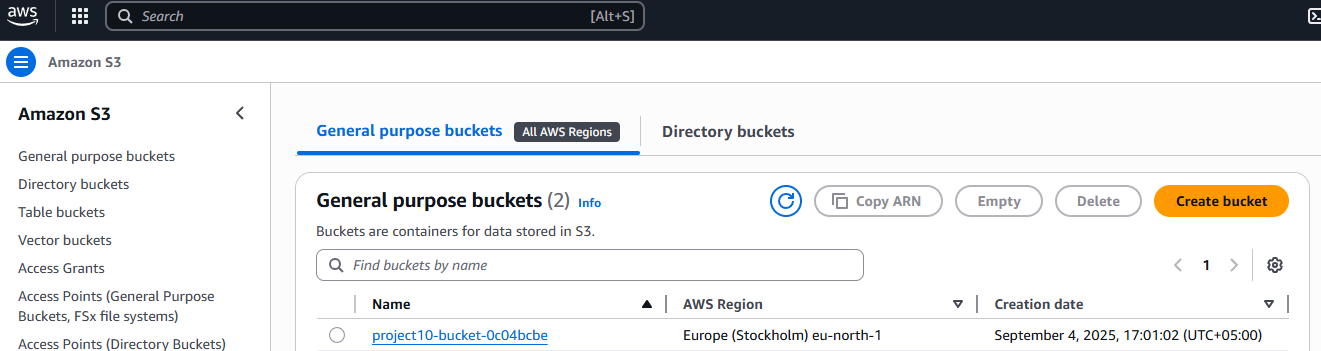 aws
Search [Alt+S]
Amazon S3
Amazon S3
General purpose buckets
Directory buckets
Table buckets
Vector buckets
Access Grants
Access Points (General Purpose
Buckets, FSx file systems)
Access Points (Directory Buckets)
General purpose buckets All AWS Regions Directory buckets
General purpose buckets (2) Info
Copy ARN Empty Delete Create bucket
Buckets are containers for data stored in S3.
Find buckets by name
1
Name AWS Region Creation date
project10-bucket-0c04bcbe Europe (Stockholm) eu-north-1 September 4, 2025, 17:01:02 (UTC+05:00)